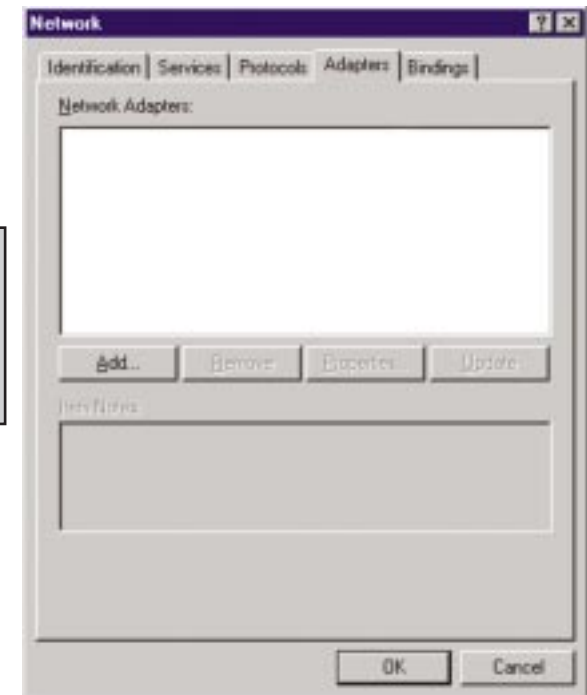 Network
Identification Services Protocols Adapters Bindings
Network Adapters:
Add... Remove Properties Update
Item Notes:
OK Cancel